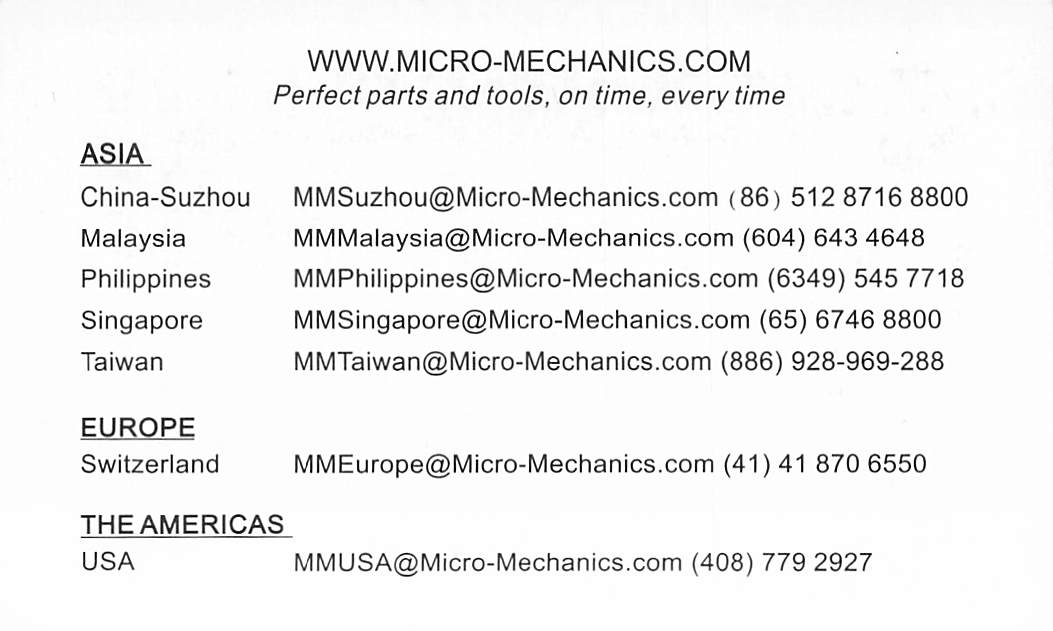 WWW.MICRO-MECHANICS.COM
Perfect parts and tools, on time, every time
ASIA
China-Suzhou MMSuzhou@Micro-Mechanics.com (86) 512 8716 8800
Malaysia MMMalaysia@Micro-Mechanics.com (604) 643 4648
Philippines MMPhilippines@Micro-Mechanics.com (6349) 545 7718
Singapore MMSingapore@Micro-Mechanics.com (65) 6746 8800
Taiwan MMTaiwan@Micro-Mechanics.com (886) 928-969-288
EUROPE
Switzerland MMEurope@Micro-Mechanics.com (41) 41 870 6550
THE AMERICAS
USA MMUSA@Micro-Mechanics.com (408) 779 2927